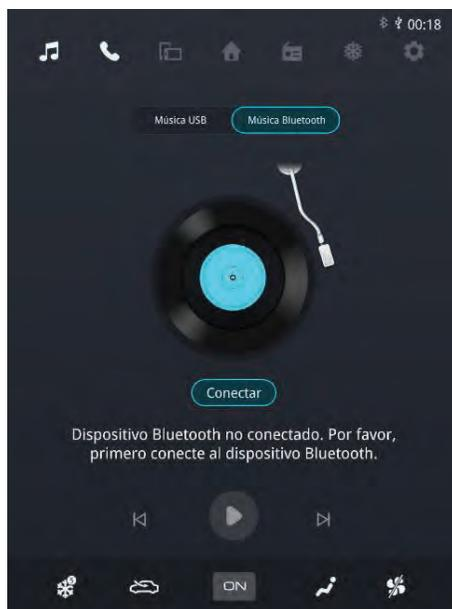 00:18
Música USB
Música Bluetooth
Conectar
Dispositivo Bluetooth no conectado. Por favor,
primero conecte al dispositivo Bluetooth.
ON